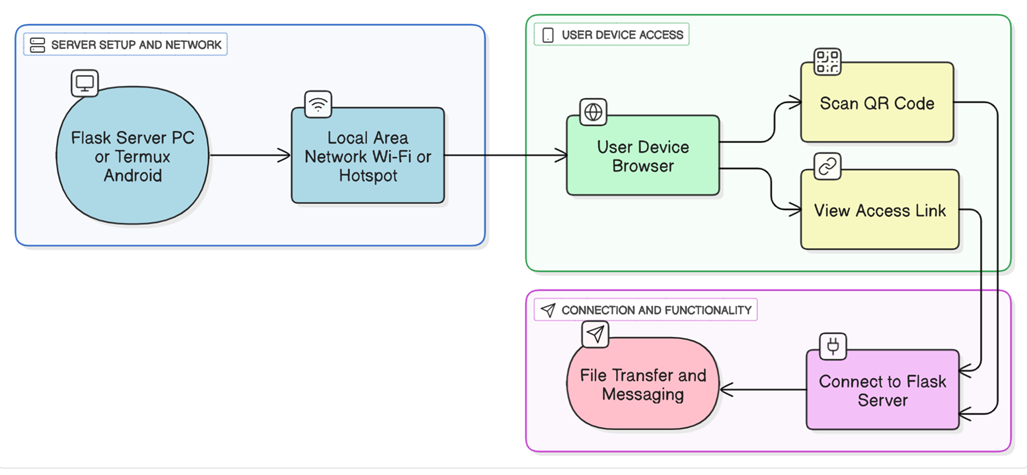 SERVER SETUP AND NETWORK
Flask Server PC
or Termux
Android
Local Area
Network Wi-Fi or
Hotspot
USER DEVICE ACCESS
User Device
Browser
Scan QR Code
View Access Link
CONNECTION AND FUNCTIONALITY
File Transfer and
Messaging
Connect to Flask
Server